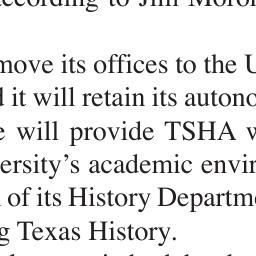 according to Jim Moro
move its offices to the U
it will retain its autono
will provide TSHA w
ersity's academic envir
of its History Departme
g Texas History.